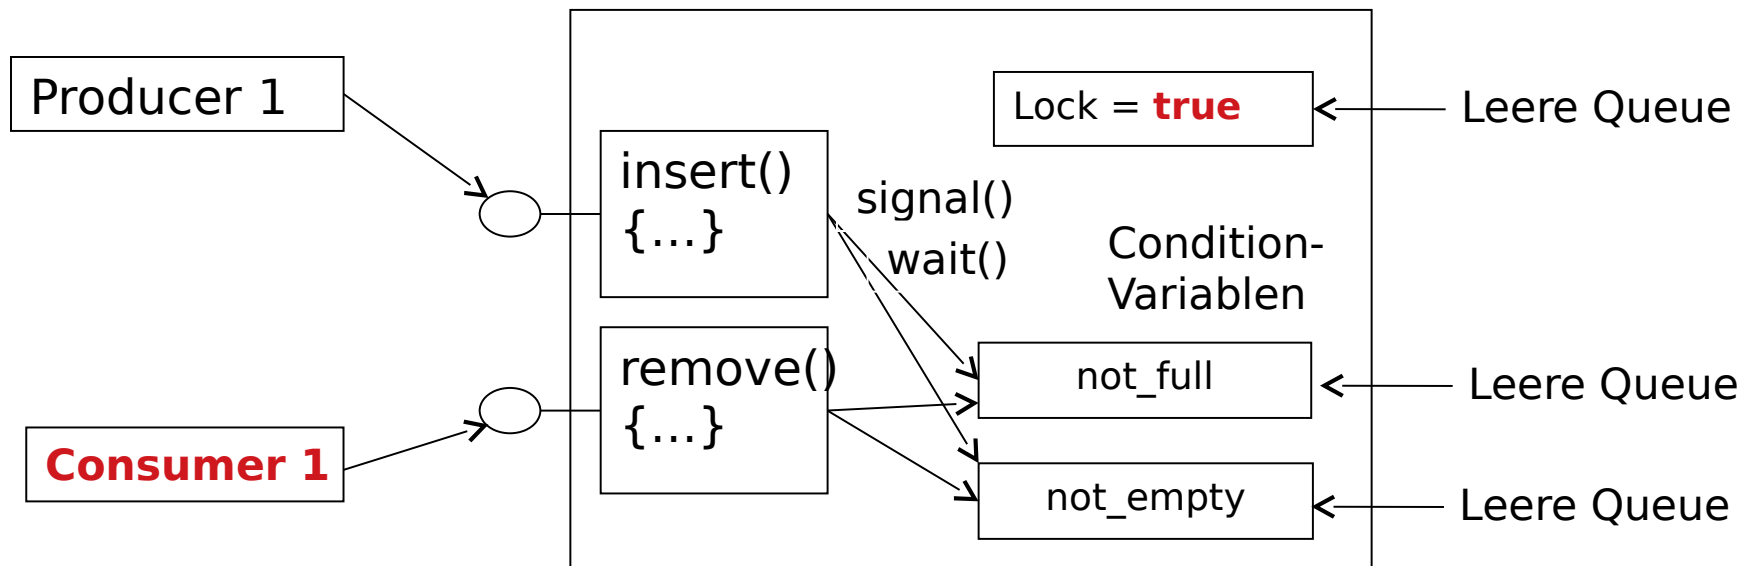 Producer 1
Lock = true
Leere Queue
insert()
{...}
signal()
wait()
Condition-
Variablen
remove()
{...}
not_full
Leere Queue
Consumer 1
not_empty
Leere Queue